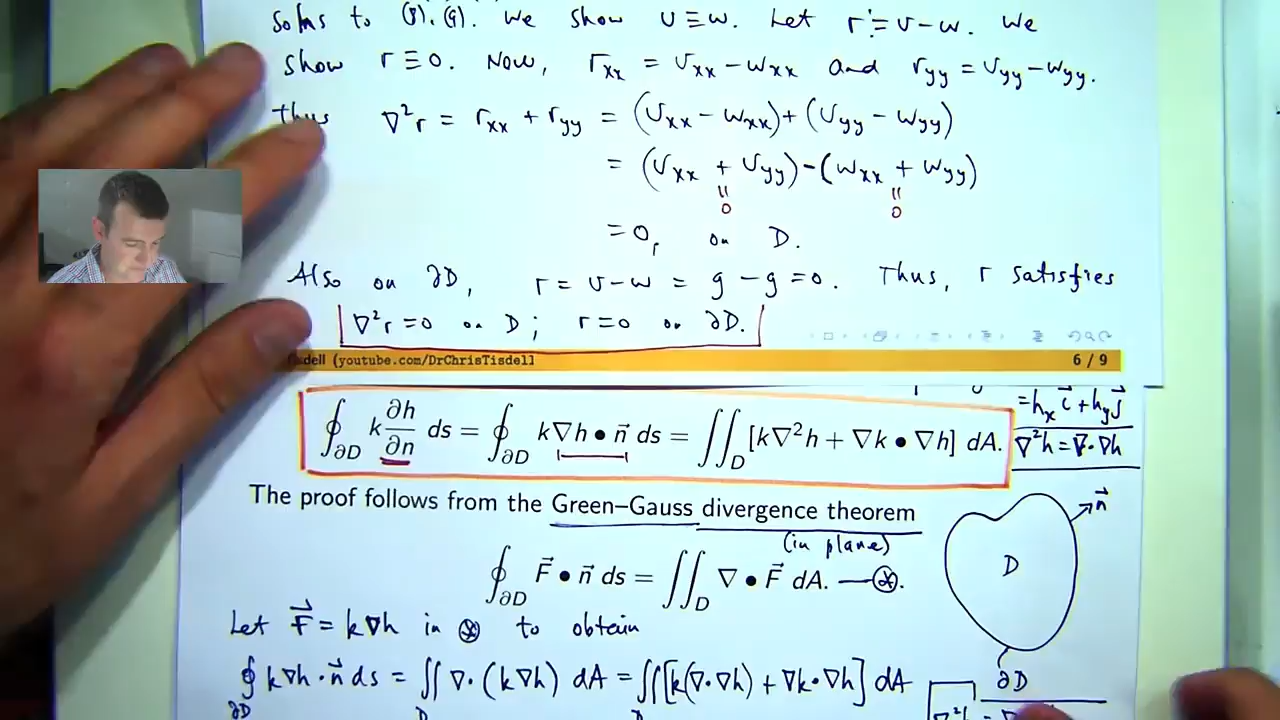 solns to (8), (9). We show v ≡ w. Let r := v − w. We
show r ≡ 0. Now, r_xx = v_xx − w_xx and r_yy = v_yy − w_yy.
thus ∇²r = r_xx + r_yy = (v_xx − w_xx) + (v_yy − w_yy)
= (v_xx + v_yy) − (w_xx + w_yy)
" "
0 0
= 0, on D.
Also on ∂D, r = v − w = g − g = 0. Thus, r satisfies
∇²r = 0 on D; r = 0 on ∂D.
dell (youtube.com/DrChrisTisdell 6 / 9
= h_x i⃗ + h_y j⃗
∮_∂D k ∂h/∂n ds = ∮_∂D k∇h • n⃗ ds = ∬_D [k∇²h + ∇k • ∇h] dA.
∇²h = ∇·∇h
The proof follows from the Green–Gauss divergence theorem
(in plane)
n⃗
∮_∂D F⃗ • n⃗ ds = ∬_D ∇ • F⃗ dA. —⊛.
D
Let F⃗ = k∇h in ⊛ to obtain
∮_∂D k∇h·n⃗ ds = ∬_D ∇·(k∇h) dA = ∬_D [k(∇·∇h) + ∇k·∇h] dA
∂D